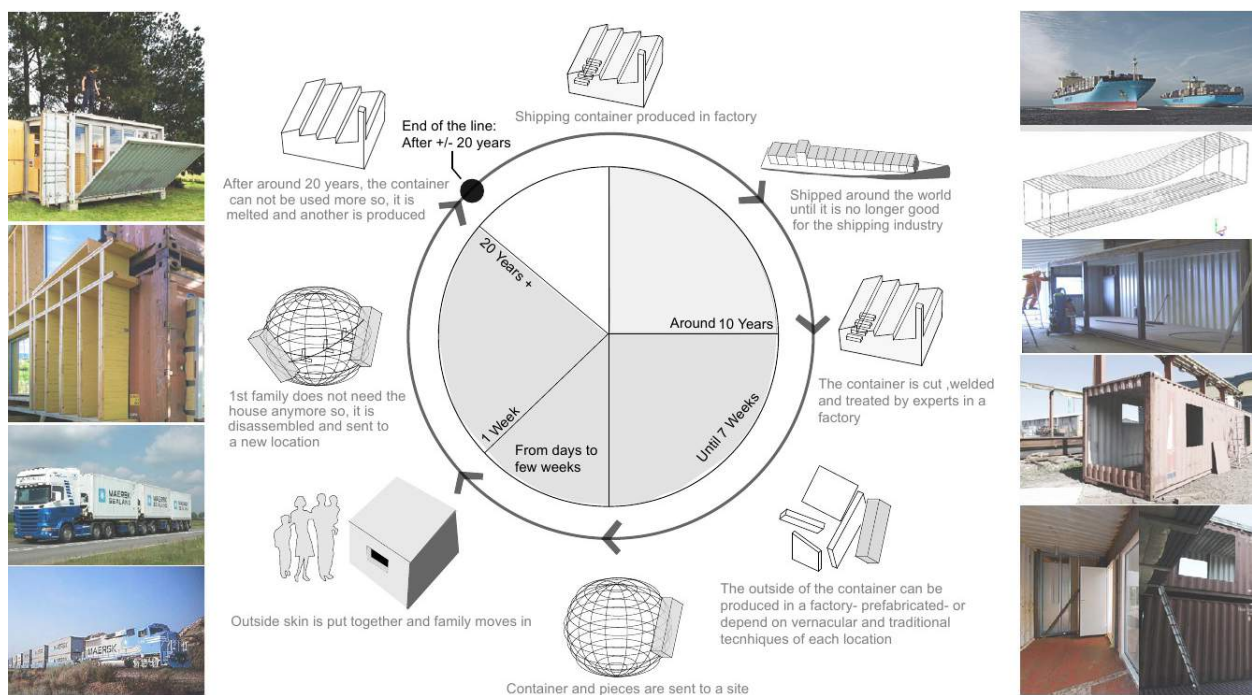 Shipping container produced in factory
End of the line:
After +/- 20 years
After around 20 years, the container
can not be used more so, it is
melted and another is produced
Shipped around the world
until it is no longer good
for the shipping industry
20 Years +
Around 10 Years
The container is cut ,welded
and treated by experts in a
factory
1st family does not need the
house anymore so, it is
disassembled and sent to
a new location
1 Week
From days to
few weeks
Until 7 Weeks
MAERSK
SEALAND
MAERSK
SEALAND
The outside of the container can be
produced in a factory- prefabricated- or
depend on vernacular and traditional
tecnhiques of each location
Outside skin is put together and family moves in
MAERSK
Container and pieces are sent to a site